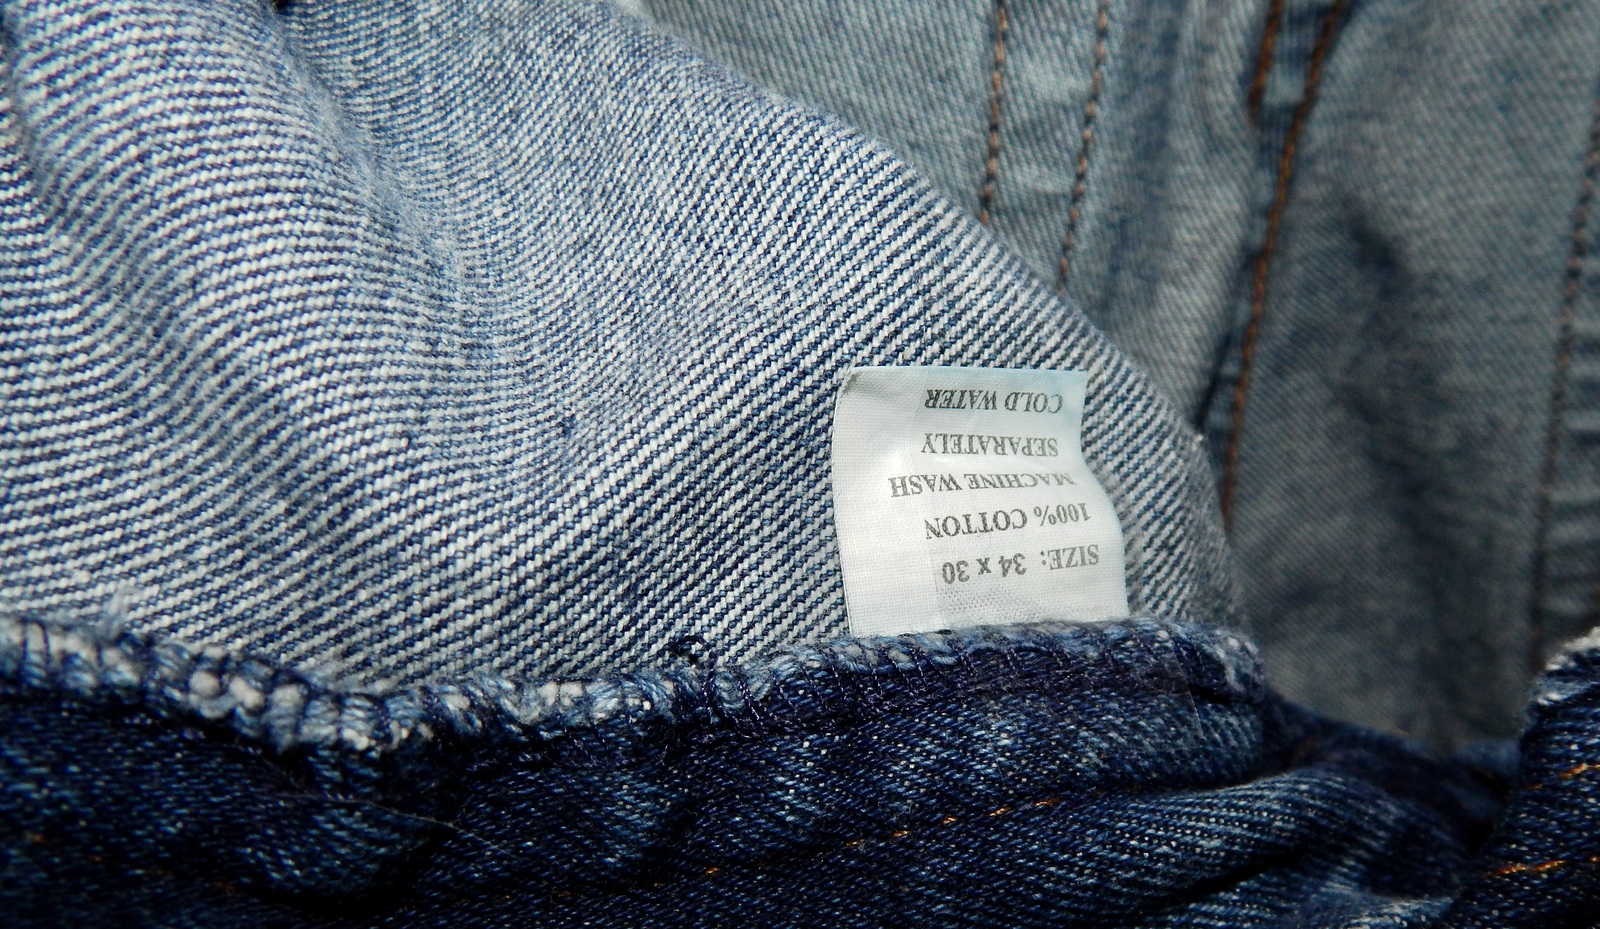 SIZE: 34 x 30
100% COTTON
MACHINE WASH
SEPARATELY
COLD WATER